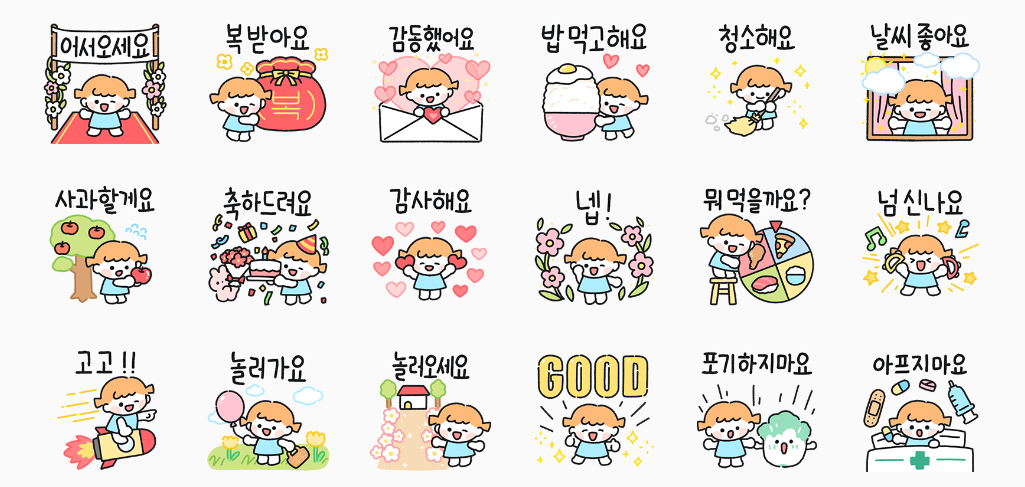 어서오세요
복 받아요
복
감동했어요
밥 먹고해요
청소해요
날씨 좋아요
사과할게요
축하드려요
감사해요
넵!
뭐 먹을까요?
넘 신나요
고고!!
놀러가요
놀러오세요
GOOD
포기하지마요
아프지마요